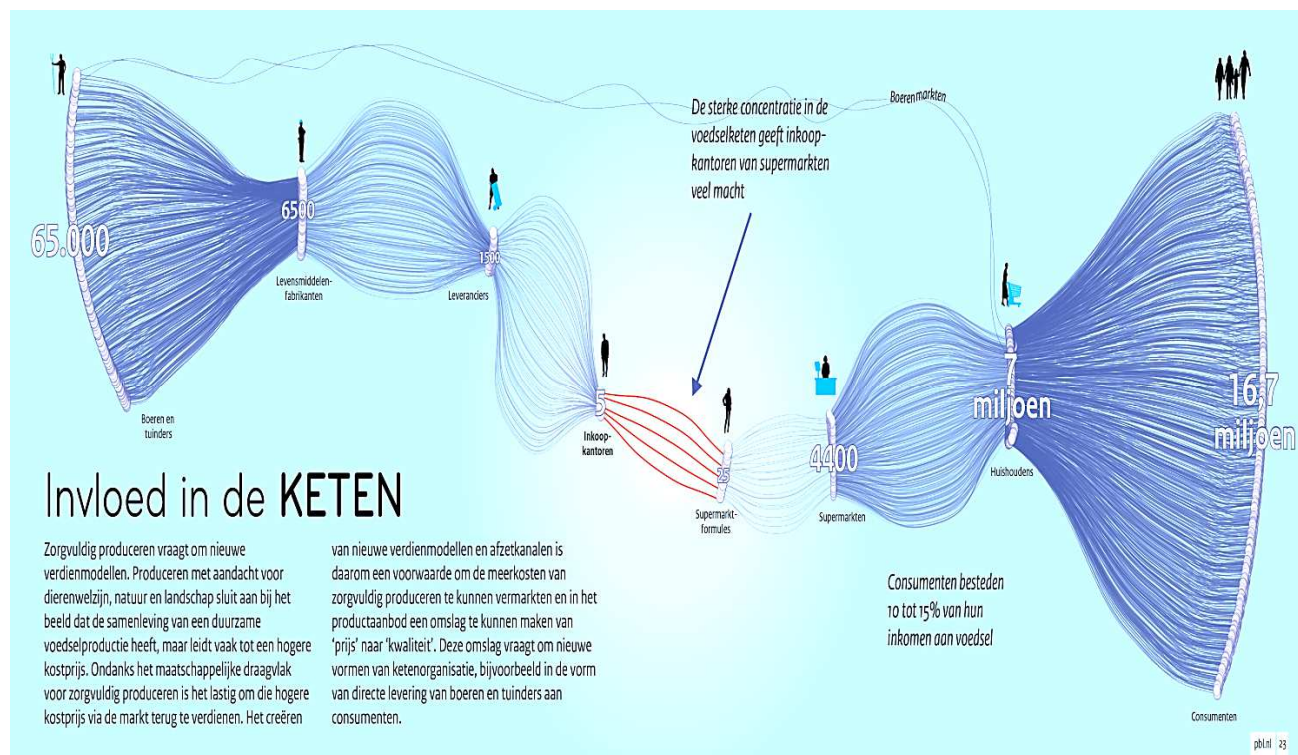 Boerenmarkten
De sterke concentratie in de
voedselketen geeft inkoop-
kantoren van supermarkten
veel macht
65.000
Boeren en
tuinders
6500
Levensmiddelen-
fabrikanten
1500
Leveranciers
5
Inkoop-
kantoren
25
Supermarkt-
formules
4400
Supermarkten
7
miljoen
Huishoudens
16,7
miljoen
Consumenten
Consumenten besteden
10 tot 15% van hun
inkomen aan voedsel
Invloed in de KETEN
Zorgvuldig produceren vraagt om nieuwe
verdienmodellen. Produceren met aandacht voor
dierenwelzijn, natuur en landschap sluit aan bij het
beeld dat de samenleving van een duurzame
voedselproductie heeft, maar leidt vaak tot een hogere
kostprijs. Ondanks het maatschappelijke draagvlak
voor zorgvuldig produceren is het lastig om die hogere
kostprijs via de markt terug te verdienen. Het creëren
van nieuwe verdienmodellen en afzetkanalen is
daarom een voorwaarde om de meerkosten van
zorgvuldig produceren te kunnen vermarkten en in het
productaanbod een omslag te kunnen maken van
‘prijs’ naar ‘kwaliteit’. Deze omslag vraagt om nieuwe
vormen van ketenorganisatie, bijvoorbeeld in de vorm
van directe levering van boeren en tuinders aan
consumenten.
pbl.nl 23